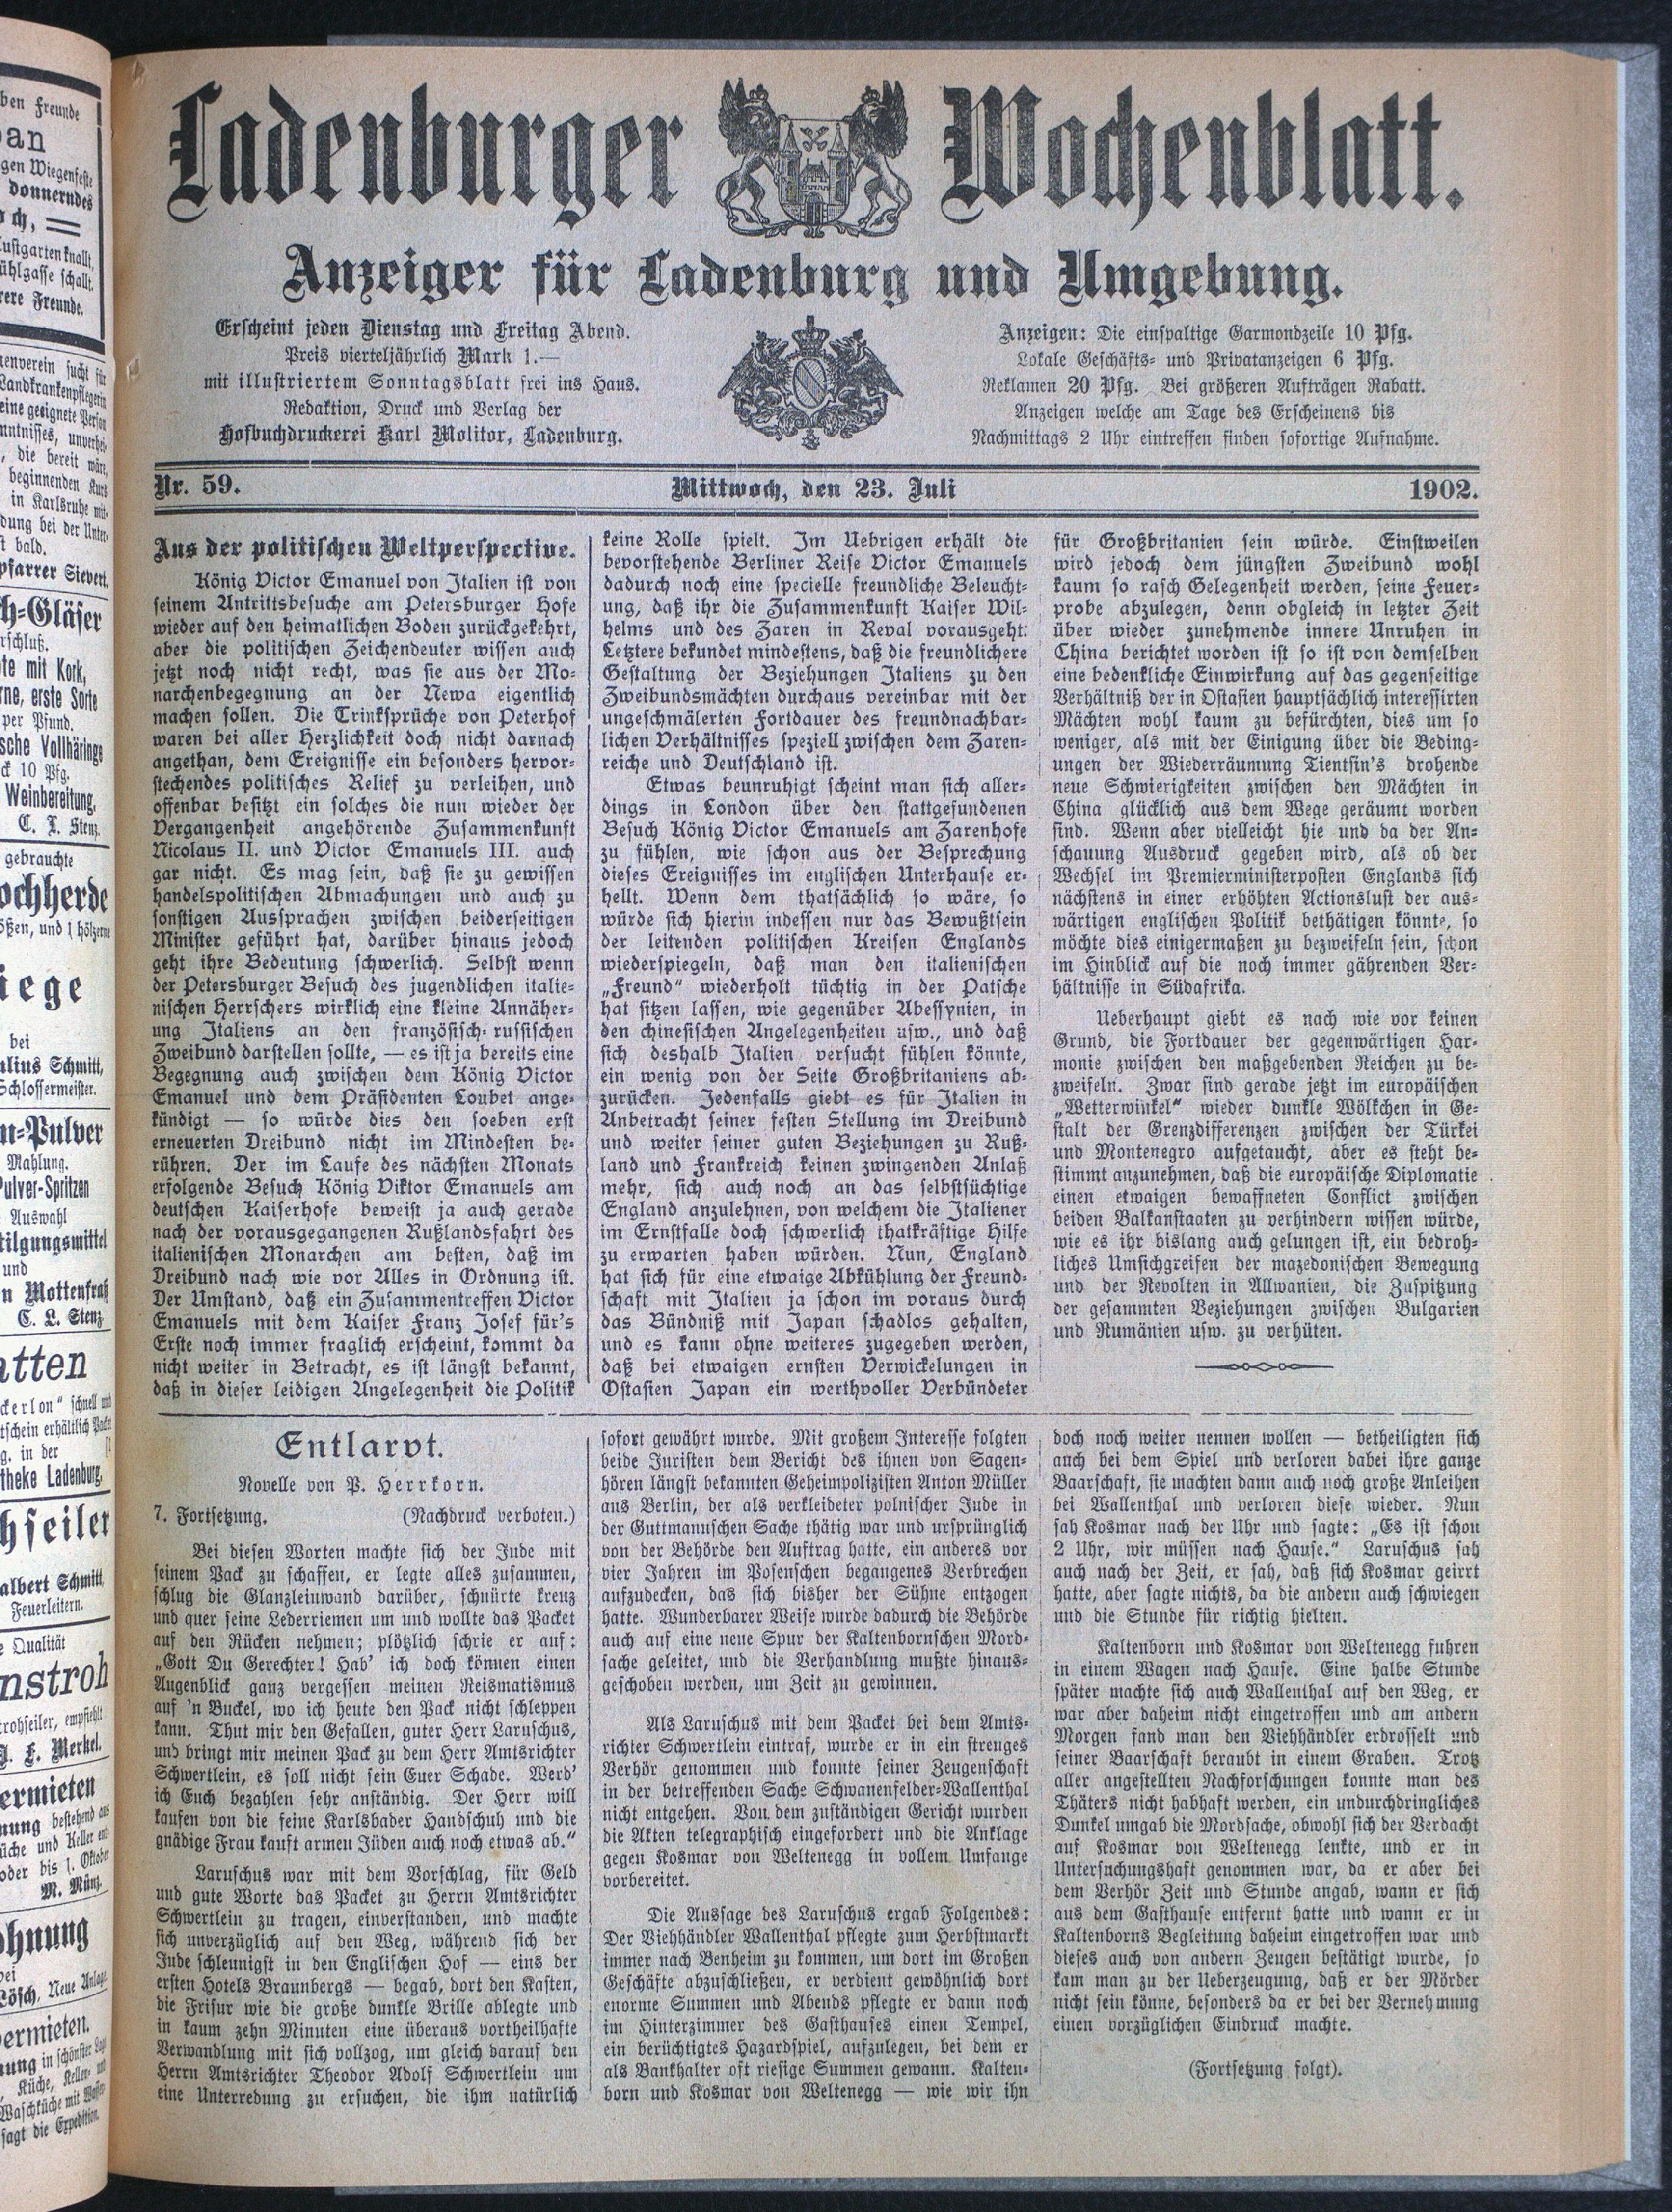 Ladenburger Wochenblatt.
Anzeiger für Ladenburg und Umgebung.
Erscheint jeden Dienstag und Freitag Abend.
Preis vierteljährlich Mark 1.—
mit illustriertem Sonntagsblatt frei ins Haus.
Redaktion, Druck und Verlag der
Hofbuchdruckerei Karl Molitor, Ladenburg.
Anzeigen: Die einspaltige Garmondzeile 10 Pfg.
Lokale Geschäfts- und Privatanzeigen 6 Pfg.
Reklamen 20 Pfg. Bei größeren Aufträgen Rabatt.
Anzeigen welche am Tage des Erscheinens bis
Nachmittags 2 Uhr eintreffen finden sofortige Aufnahme.
Nr. 59. Mittwoch, den 23. Juli 1902.
Aus der politischen Weltperspective.
König Victor Emanuel von Italien ist von
seinem Antrittsbesuche am Petersburger Hofe
wieder auf den heimatlichen Boden zurückgekehrt,
aber die politischen Zeichendeuter wissen auch
jetzt noch nicht recht, was sie aus der Mo-
narchenbegegnung an der Newa eigentlich
machen sollen. Die Trinksprüche von Peterhof
waren bei aller Herzlichkeit doch nicht darnach
angethan, dem Ereignisse ein besonders hervor-
stechendes politisches Relief zu verleihen, und
offenbar besitzt ein solches die nun wieder der
Vergangenheit angehörende Zusammenkunft
Nicolaus II. und Victor Emanuels III. auch
gar nicht. Es mag sein, daß sie zu gewissen
handelspolitischen Abmachungen und auch zu
sonstigen Aussprachen zwischen beiderseitigen
Minister geführt hat, darüber hinaus jedoch
geht ihre Bedeutung schwerlich. Selbst wenn
der Petersburger Besuch des jugendlichen italie-
nischen Herrschers wirklich eine kleine Annäher-
ung Italiens an den französisch-russischen
Zweibund darstellen sollte, — es ist ja bereits eine
Begegnung auch zwischen dem König Victor
Emanuel und dem Präsidenten Loubet ange-
kündigt — so würde dies den soeben erst
erneuerten Dreibund nicht im Mindesten be-
rühren. Der im Laufe des nächsten Monats
erfolgende Besuch König Viktor Emanuels am
deutschen Kaiserhofe beweist ja auch gerade
nach der vorausgegangenen Rußlandsfahrt des
italienischen Monarchen am besten, daß im
Dreibund nach wie vor Alles in Ordnung ist.
Der Umstand, daß ein Zusammentreffen Victor
Emanuels mit dem Kaiser Franz Josef für's
Erste noch immer fraglich erscheint, kommt da
nicht weiter in Betracht, es ist längst bekannt,
daß in dieser leidigen Angelegenheit die Politik
keine Rolle spielt. Im Uebrigen erhält die
bevorstehende Berliner Reise Victor Emanuels
dadurch noch eine specielle freundliche Beleucht-
ung, daß ihr die Zusammenkunft Kaiser Wil-
helms und des Zaren in Reval vorausgeht.
Letztere bekundet mindestens, daß die freundlichere
Gestaltung der Beziehungen Italiens zu den
Zweibundsmächten durchaus vereinbar mit der
ungeschmälerten Fortdauer des freundnachbar-
lichen Verhältnisses speziell zwischen dem Zaren-
reiche und Deutschland ist.
Etwas beunruhigt scheint man sich aller-
dings in London über den stattgefundenen
Besuch König Victor Emanuels am Zarenhofe
zu fühlen, wie schon aus der Besprechung
dieses Ereignisses im englischen Unterhause er-
hellt. Wenn dem thatsächlich so wäre, so
würde sich hierin indessen nur das Bewußtsein
der leitenden politischen Kreisen Englands
wiederspiegeln, daß man den italienischen
„Freund“ wiederholt tüchtig in der Patsche
hat sitzen lassen, wie gegenüber Abessynien, in
den chinesischen Angelegenheiten usw., und daß
sich deshalb Italien versucht fühlen könnte,
ein wenig von der Seite Großbritaniens ab-
zurücken. Jedenfalls giebt es für Italien in
Anbetracht seiner festen Stellung im Dreibund
und weiter seiner guten Beziehungen zu Ruß-
land und Frankreich keinen zwingenden Anlaß
mehr, sich auch noch an das selbstsüchtige
England anzulehnen, von welchem die Italiener
im Ernstfalle doch schwerlich thatkräftige Hilfe
zu erwarten haben würden. Nun, England
hat sich für eine etwaige Abkühlung der Freund-
schaft mit Italien ja schon im voraus durch
das Bündniß mit Japan schadlos gehalten,
und es kann ohne weiteres zugegeben werden,
daß bei etwaigen ernsten Verwickelungen in
Ostasien Japan ein werthvoller Verbündeter
für Großbritanien sein würde. Einstweilen
wird jedoch dem jüngsten Zweibund wohl
kaum so rasch Gelegenheit werden, seine Feuer-
probe abzulegen, denn obgleich in letzter Zeit
über wieder zunehmende innere Unruhen in
China berichtet worden ist so ist von demselben
eine bedenkliche Einwirkung auf das gegenseitige
Verhältniß der in Ostasien hauptsächlich interessirten
Mächten wohl kaum zu befürchten, dies um so
weniger, als mit der Einigung über die Beding-
ungen der Wiederräumung Tientsin's drohende
neue Schwierigkeiten zwischen den Mächten in
China glücklich aus dem Wege geräumt worden
sind. Wenn aber vielleicht hie und da der An-
schauung Ausdruck gegeben wird, als ob der
Wechsel im Premierministerposten Englands sich
nächstens in einer erhöhten Actionslust der aus-
wärtigen englischen Politik bethätigen könnte, so
möchte dies einigermaßen zu bezweifeln sein, schon
im Hinblick auf die noch immer gährenden Ver-
hältnisse in Südafrika.
Ueberhaupt giebt es nach wie vor keinen
Grund, die Fortdauer der gegenwärtigen Har-
monie zwischen den maßgebenden Reichen zu be-
zweifeln. Zwar sind gerade jetzt im europäischen
„Wetterwinkel“ wieder dunkle Wölkchen in Ge-
stalt der Grenzdifferenzen zwischen der Türkei
und Montenegro aufgetaucht, aber es steht be-
stimmt anzunehmen, daß die europäische Diplomatie
einen etwaigen bewaffneten Conflict zwischen
beiden Balkanstaaten zu verhindern wissen würde,
wie es ihr bislang auch gelungen ist, ein bedroh-
liches Umsichgreifen der mazedonischen Bewegung
und der Revolten in Allwanien, die Zuspitzung
der gesammten Beziehungen zwischen Bulgarien
und Rumänien usw. zu verhüten.
Entlarvt.
Novelle von P. Herrkorn.
7. Fortsetzung. (Nachdruck verboten.)
Bei diesen Worten machte sich der Jude mit
seinem Pack zu schaffen, er legte alles zusammen,
schlug die Glanzleinwand darüber, schnürte kreuz
und quer seine Lederriemen um und wollte das Packet
auf den Rücken nehmen; plötzlich schrie er auf:
„Gott Du Gerechter! Hab' ich doch können einen
Augenblick ganz vergessen meinen Reismatismus
auf 'n Buckel, wo ich heute den Pack nicht schleppen
kann. Thut mir den Gefallen, guter Herr Laruschus,
und bringt mir meinen Pack zu dem Herr Amtsrichter
Schwertlein, es soll nicht sein Euer Schade. Werd'
ich Euch bezahlen sehr anständig. Der Herr will
kaufen von die feine Karlsbader Handschuh und die
gnädige Frau kauft armen Jüden auch noch etwas ab.“
Laruschus war mit dem Vorschlag, für Geld
und gute Worte das Packet zu Herrn Amtsrichter
Schwertlein zu tragen, einverstanden, und machte
sich unverzüglich auf den Weg, während sich der
Jude schleunigst in den Englischen Hof — eins der
ersten Hotels Braunbergs — begab, dort den Kasten,
die Frisur wie die große dunkle Brille ablegte und
in kaum zehn Minuten eine überaus vortheilhafte
Verwandlung mit sich vollzog, um gleich darauf den
Herrn Amtsrichter Theodor Adolf Schwertlein um
eine Unterredung zu ersuchen, die ihm natürlich
sofort gewährt wurde. Mit großem Interesse folgten
beide Juristen dem Bericht des ihnen von Sagen-
hören längst bekannten Geheimpolizisten Anton Müller
aus Berlin, der als verkleideter polnischer Jude in
der Guttmannschen Sache thätig war und ursprünglich
von der Behörde den Auftrag hatte, ein anderes vor
vier Jahren im Posenschen begangenes Verbrechen
aufzudecken, das sich bisher der Sühne entzogen
hatte. Wunderbarer Weise wurde dadurch die Behörde
auch auf eine neue Spur der Kaltenbornschen Mord-
sache geleitet, und die Verhandlung mußte hinaus-
geschoben werden, um Zeit zu gewinnen.
Als Laruschus mit dem Packet bei dem Amts-
richter Schwertlein eintraf, wurde er in ein strenges
Verhör genommen und konnte seiner Zeugenschaft
in der betreffenden Sache Schwanenfelder-Wallenthal
nicht entgehen. Von dem zuständigen Gericht wurden
die Akten telegraphisch eingefordert und die Anklage
gegen Kosmar von Weltenegg in vollem Umfange
vorbereitet.
Die Aussage des Laruschus ergab Folgendes:
Der Viehhändler Wallenthal pflegte zum Herbstmarkt
immer nach Benheim zu kommen, um dort im Großen
Geschäfte abzuschließen, er verdient gewöhnlich dort
enorme Summen und Abends pflegte er dann noch
im Hinterzimmer des Gasthauses einen Tempel,
ein berüchtigtes Hazardspiel, aufzulegen, bei dem er
als Bankhalter oft riesige Summen gewann. Kalten-
born und Kosmar von Weltenegg — wie wir ihn
doch noch weiter nennen wollen — betheiligten sich
auch bei dem Spiel und verloren dabei ihre ganze
Baarschaft, sie machten dann auch noch große Anleihen
bei Wallenthal und verloren diese wieder. Nun
sah Kosmar nach der Uhr und sagte: „Es ist schon
2 Uhr, wir müssen nach Hause.“ Laruschus sah
auch nach der Zeit, er sah, daß sich Kosmar geirrt
hatte, aber sagte nichts, da die andern auch schwiegen
und die Stunde für richtig hielten.
Kaltenborn und Kosmar von Weltenegg fuhren
in einem Wagen nach Hause. Eine halbe Stunde
später machte sich auch Wallenthal auf den Weg, er
war aber daheim nicht eingetroffen und am andern
Morgen fand man den Viehhändler erdrosselt und
seiner Baarschaft beraubt in einem Graben. Trotz
aller angestellten Nachforschungen konnte man des
Thäters nicht habhaft werden, ein undurchdringliches
Dunkel umgab die Mordsache, obwohl sich der Verdacht
auf Kosmar von Weltenegg lenkte, und er in
Untersuchungshaft genommen war, da er aber bei
dem Verhör Zeit und Stunde angab, wann er sich
aus dem Gasthause entfernt hatte und wann er in
Kaltenborns Begleitung daheim eingetroffen war und
dieses auch von andern Zeugen bestätigt wurde, so
kam man zu der Ueberzeugung, daß er der Mörder
nicht sein könne, besonders da er bei der Vernehmung
einen vorzüglichen Eindruck machte.
(Fortsetzung folgt).